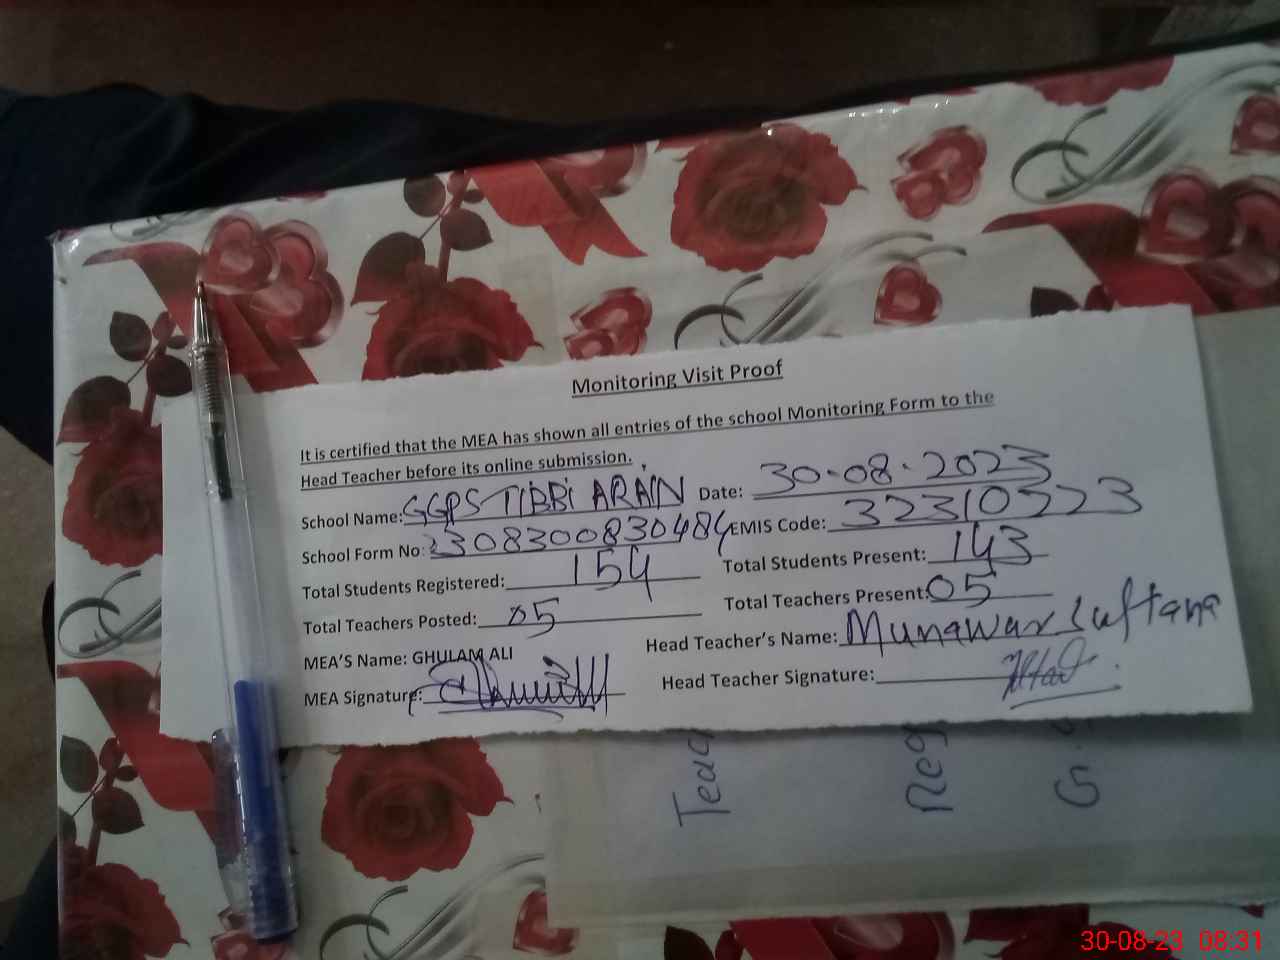 Monitoring Visit Proof
It is certified that the MEA has shown all entries of the school Monitoring Form to the
Head Teacher before its online submission.
School Name: GGPS TIBBI ARAIN Date: 30-08-2023
School Form No: 2308300830484 EMIS Code: 32310573
Total Students Registered: 154 Total Students Present: 143
Total Teachers Posted: 05 Total Teachers Present: 05
MEA'S Name: GHULAM ALI Head Teacher's Name: Munawar Sultana
MEA Signature: Head Teacher Signature:
Teac
Reg
G.
30-08-23 08:31